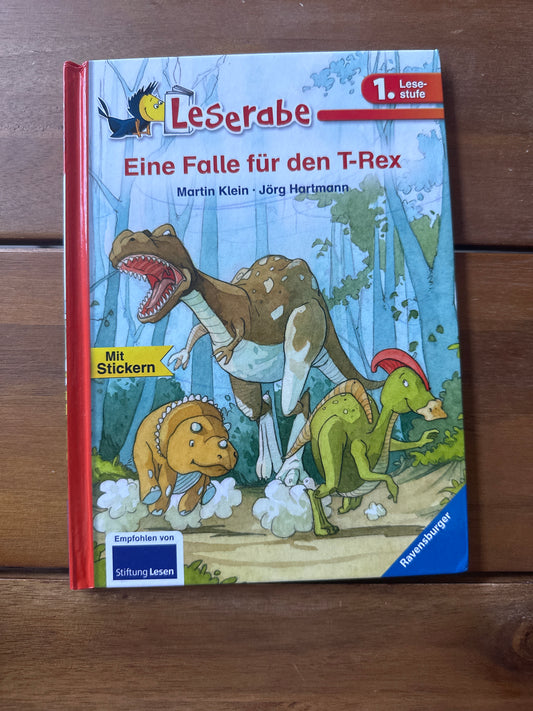 Leserabe
1. Lese-
stufe
Eine Falle für den T-Rex
Martin Klein · Jörg Hartmann
Mit
Stickern
Empfohlen von
Stiftung Lesen
Ravensburger